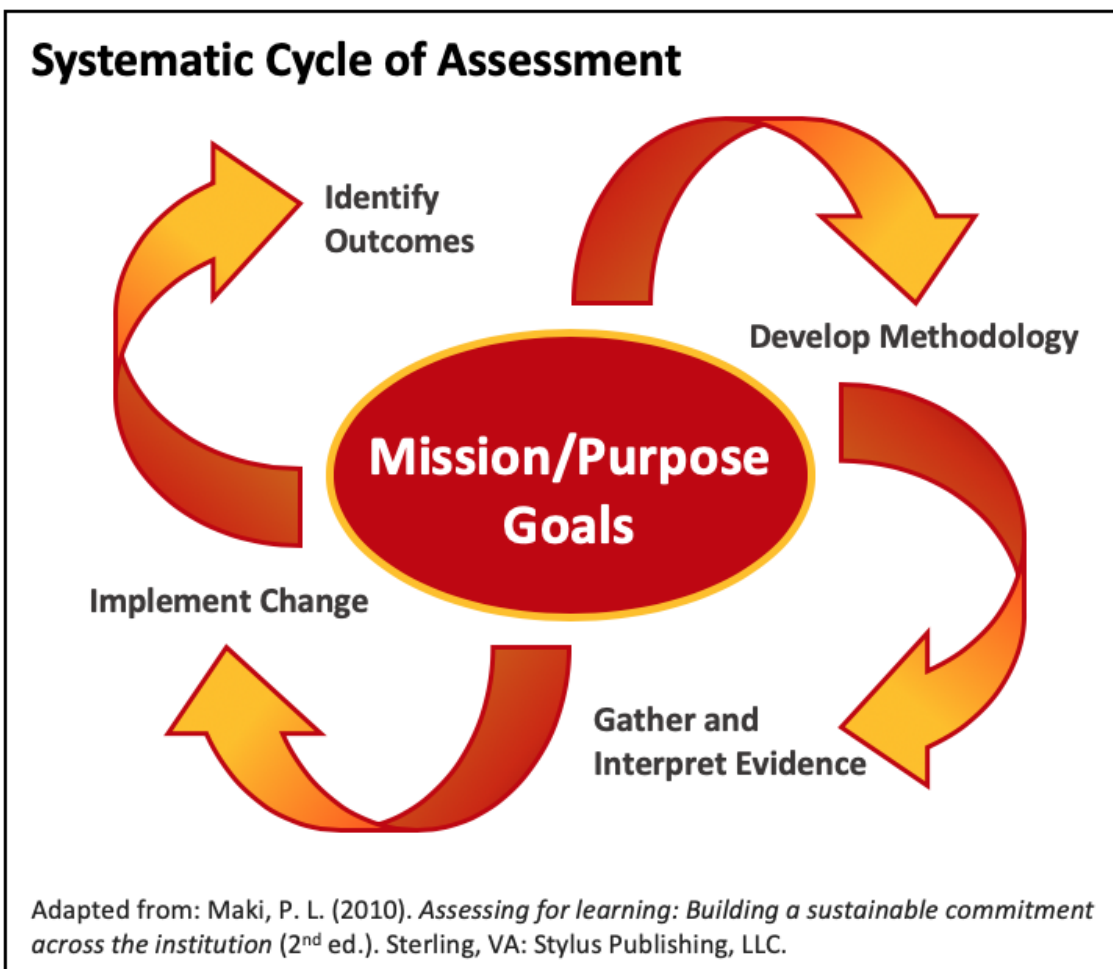 Systematic Cycle of Assessment
Identify
Outcomes
Develop Methodology
Mission/Purpose
Goals
Implement Change
Gather and
Interpret Evidence
Adapted from: Maki, P. L. (2010). Assessing for learning: Building a sustainable commitment
across the institution (2nd ed.). Sterling, VA: Stylus Publishing, LLC.